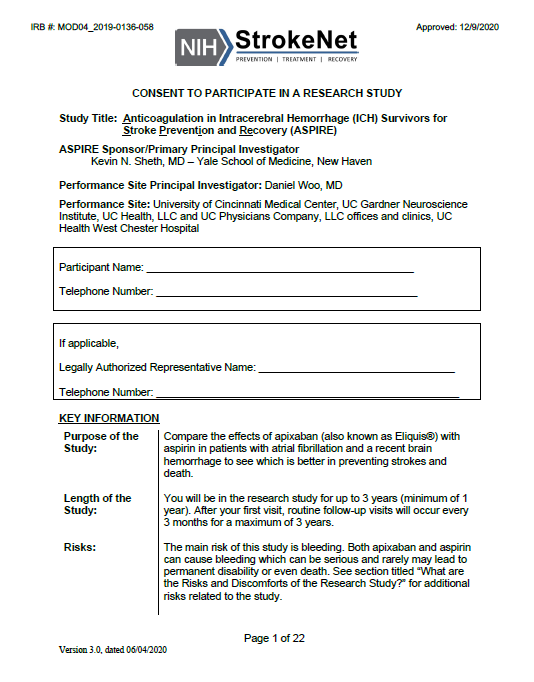 IRB #: MOD04_2019-0136-058 Approved: 12/9/2020
NIH StrokeNet
PREVENTION | TREATMENT | RECOVERY
CONSENT TO PARTICIPATE IN A RESEARCH STUDY
Study Title: Anticoagulation in Intracerebral Hemorrhage (ICH) Survivors for
Stroke Prevention and Recovery (ASPIRE)
ASPIRE Sponsor/Primary Principal Investigator
Kevin N. Sheth, MD – Yale School of Medicine, New Haven
Performance Site Principal Investigator: Daniel Woo, MD
Performance Site: University of Cincinnati Medical Center, UC Gardner Neuroscience
Institute, UC Health, LLC and UC Physicians Company, LLC offices and clinics, UC
Health West Chester Hospital
Participant Name: ___
Telephone Number: ___
If applicable,
Legally Authorized Representative Name: ___
Telephone Number: ___
KEY INFORMATION
Purpose of the
Study:
Compare the effects of apixaban (also known as Eliquis®) with
aspirin in patients with atrial fibrillation and a recent brain
hemorrhage to see which is better in preventing strokes and
death.
Length of the
Study:
You will be in the research study for up to 3 years (minimum of 1
year). After your first visit, routine follow-up visits will occur every
3 months for a maximum of 3 years.
Risks:
The main risk of this study is bleeding. Both apixaban and aspirin
can cause bleeding which can be serious and rarely may lead to
permanent disability or even death. See section titled “What are
the Risks and Discomforts of the Research Study?” for additional
risks related to the study.
Page 1 of 22
Version 3.0, dated 06/04/2020